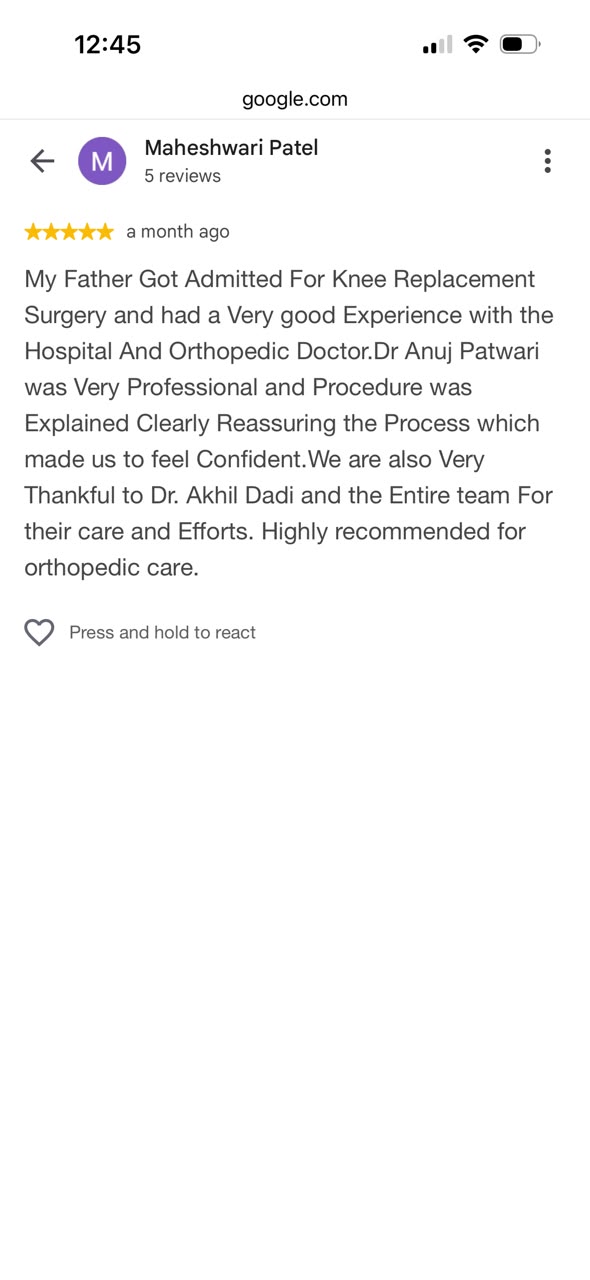 12:45
google.com
Maheshwari Patel
5 reviews
a month ago
My Father Got Admitted For Knee Replacement
Surgery and had a Very good Experience with the
Hospital And Orthopedic Doctor.Dr Anuj Patwari
was Very Professional and Procedure was
Explained Clearly Reassuring the Process which
made us to feel Confident.We are also Very
Thankful to Dr. Akhil Dadi and the Entire team For
their care and Efforts. Highly recommended for
orthopedic care.
Press and hold to react